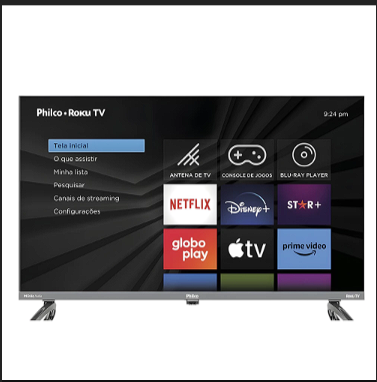 Philco • Roku TV
9:24 pm
Tela inicial
O que assistir
Minha lista
Pesquisar
Canais de streaming
Configurações
ANTENA DE TV
CONSOLE DE JOGOS
BLU-RAY PLAYER
NETFLIX
Disney+
STAR+
globo
play
tv
prime video
Philco
Roku TV